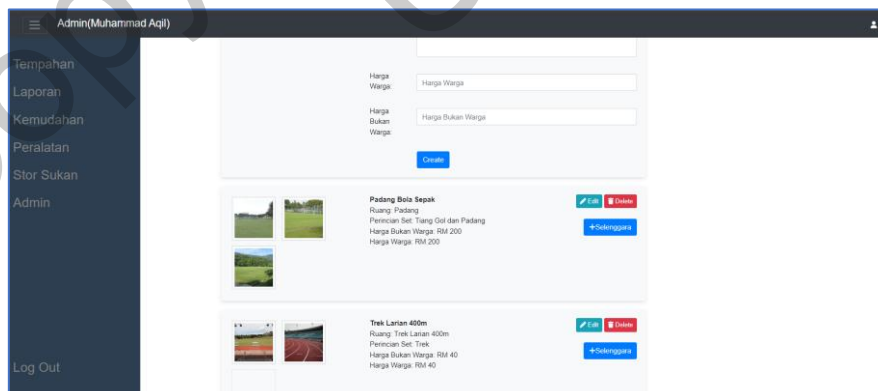 Admin(Muhammad Aqil)
Tempahan
Laporan
Kemudahan
Peralatan
Stor Sukan
Admin
Log Out
Harga
Warga:
Harga Warga
Harga
Bukan
Warga:
Harga Bukan Warga
Create
Padang Bola Sepak
Ruang: Padang
Perincian Set: Tiang Gol dan Padang
Harga Bukan Warga: RM 200
Harga Warga: RM 200
Edit
Delete
+Selenggara
Trek Larian 400m
Ruang: Trek Larian 400m
Perincian Set: Trek
Harga Bukan Warga: RM 40
Harga Warga: RM 40
Edit
Delete
+Selenggara